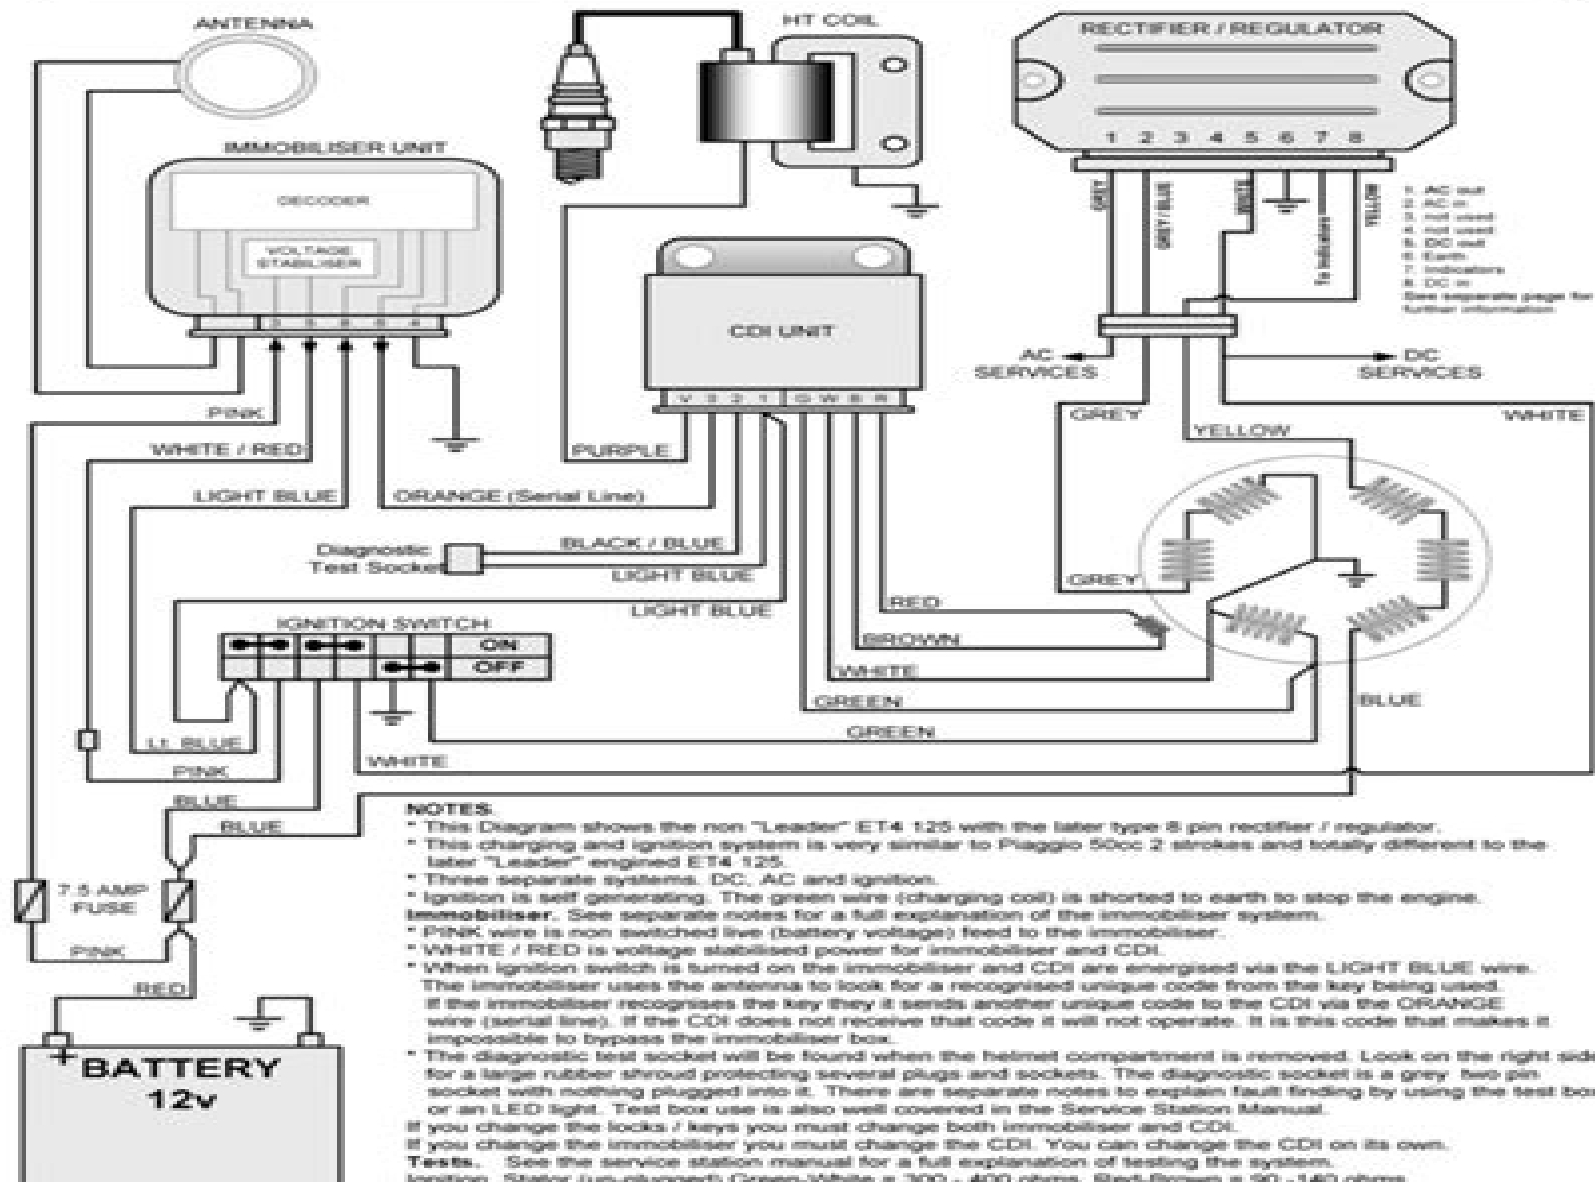 ANTENNA
HT COIL
RECTIFIER / REGULATOR
1 2 3 4 5 6 7 8
IMMOBILISER UNIT
DECODER
VOLTAGE
STABILISER
GREY
GREY / BLUE
WHITE
To Indicators
YELLOW
1. AC out
2. AC in
3. not used
4. not used
5. DC out
6. Earth
7. Indicators
8. DC in
See separate page for
further information
CDI UNIT
V 3 2 1 G W B R
AC
SERVICES
DC
SERVICES
PINK
WHITE / RED
LIGHT BLUE
ORANGE (Serial Line)
PURPLE
GREY
YELLOW
WHITE
Diagnostic
Test Socket
BLACK / BLUE
LIGHT BLUE
LIGHT BLUE
GREY
RED
BROWN
WHITE
GREEN
GREEN
BLUE
IGNITION SWITCH
ON
OFF
Lt. BLUE
PINK
WHITE
BLUE
BLUE
7.5 AMP
FUSE
PINK
RED
+
BATTERY
12v
NOTES.
* This Diagram shows the non "Leader" ET4 125 with the later type 8 pin rectifier / regulator.
* This charging and ignition system is very similar to Piaggio 50cc 2 strokes and totally different to the
later "Leader" engined ET4 125.
* Three separate systems. DC, AC and ignition.
* Ignition is self generating. The green wire (charging coil) is shorted to earth to stop the engine.
Immobiliser. See separate notes for a full explanation of the immobiliser system.
* PINK wire is non switched live (battery voltage) feed to the immobiliser.
* WHITE / RED is voltage stabilised power for immobiliser and CDI.
* When ignition switch is turned on the immobiliser and CDI are energised via the LIGHT BLUE wire.
The immobiliser uses the antenna to look for a recognised unique code from the key being used.
If the immobiliser recognises the key they it sends another unique code to the CDI via the ORANGE
wire (serial line). If the CDI does not receive that code it will not operate. It is this code that makes it
impossible to bypass the immobiliser box.
* The diagnostic test socket will be found when the helmet compartment is removed. Look on the right side
for a large rubber shroud protecting several plugs and sockets. The diagnostic socket is a grey two pin
socket with nothing plugged into it. There are separate notes to explain fault finding by using the test box
or an LED light. Test box use is also well covered in the Service Station Manual.
If you change the locks / keys you must change both immobiliser and CDI.
If you change the immobiliser you must change the CDI. You can change the CDI on its own.
Tests. See the service station manual for a full explanation of testing the system.
Ignition. Stator (un-plugged) Green-White = 300 - 400 ohms. Red-Brown = 90 -140 ohms.